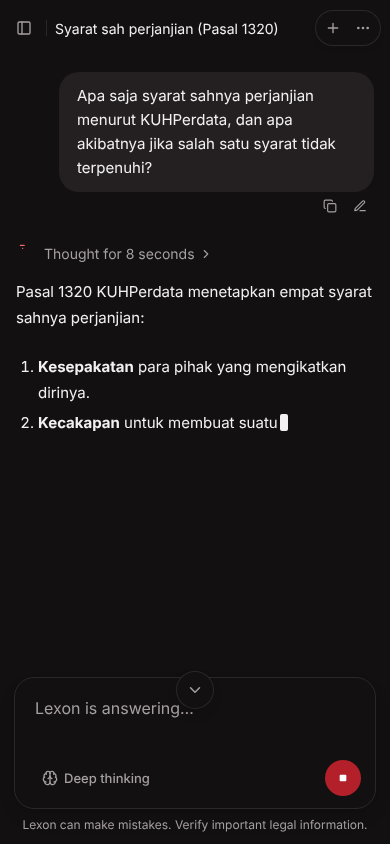 Syarat sah perjanjian (Pasal 1320)
Apa saja syarat sahnya perjanjian
menurut KUHPerdata, dan apa
akibatnya jika salah satu syarat tidak
terpenuhi?
Thought for 8 seconds
Pasal 1320 KUHPerdata menetapkan empat syarat
sahnya perjanjian:
1. Kesepakatan para pihak yang mengikatkan
dirinya.
2. Kecakapan untuk membuat suatu
Lexon is answering...
Deep thinking
Lexon can make mistakes. Verify important legal information.